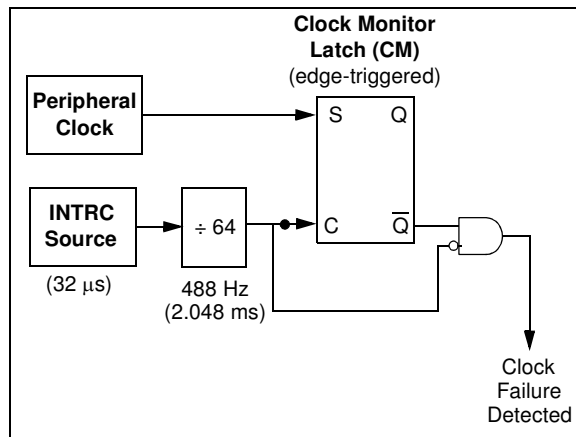 Clock Monitor
Latch (CM)
(edge-triggered)
Peripheral
Clock
S Q
INTRC
Source
÷ 64
C Q̅
(32 μs)
488 Hz
(2.048 ms)
Clock
Failure
Detected